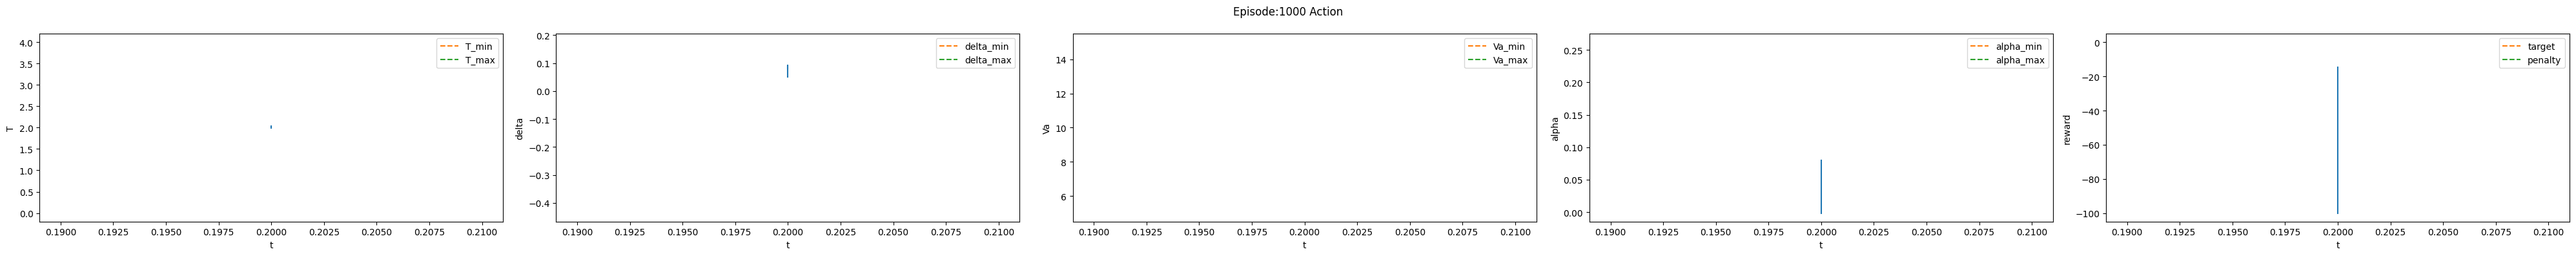 Episode:1000 Action
4.0
3.5
3.0
2.5
2.0
1.5
1.0
0.5
0.0
T
T_min
T_max
0.1900 0.1925 0.1950 0.1975 0.2000 0.2025 0.2050 0.2075 0.2100
t
0.2
0.1
0.0
−0.1
−0.2
−0.3
−0.4
delta
delta_min
delta_max
0.1900 0.1925 0.1950 0.1975 0.2000 0.2025 0.2050 0.2075 0.2100
t
14
12
10
8
6
Va
Va_min
Va_max
0.1900 0.1925 0.1950 0.1975 0.2000 0.2025 0.2050 0.2075 0.2100
t
0.25
0.20
0.15
0.10
0.05
0.00
alpha
alpha_min
alpha_max
0.1900 0.1925 0.1950 0.1975 0.2000 0.2025 0.2050 0.2075 0.2100
t
0
−20
−40
−60
−80
−100
reward
target
penalty
0.1900 0.1925 0.1950 0.1975 0.2000 0.2025 0.2050 0.2075 0.2100
t